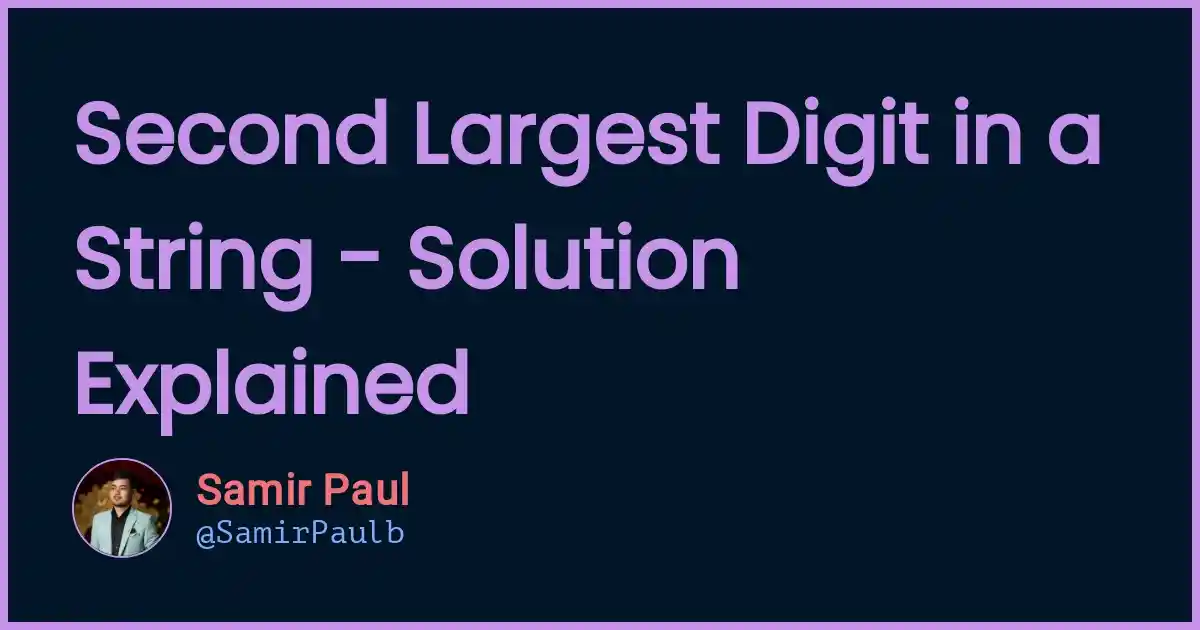 Second Largest Digit in a
String - Solution
Explained
Samir Paul
@SamirPaulb